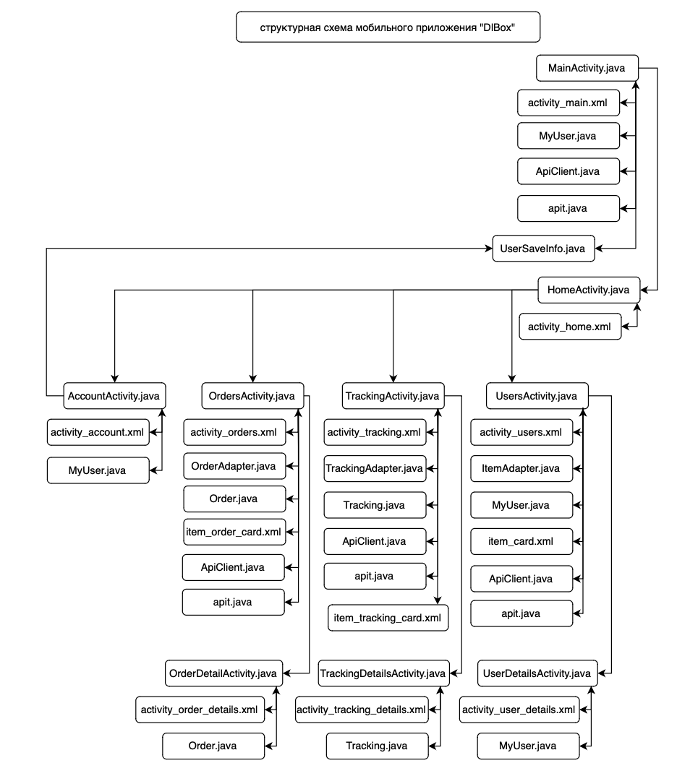 структурная схема мобильного приложения "DIBox"
MainActivity.java
activity_main.xml
MyUser.java
ApiClient.java
apit.java
UserSaveInfo.java
HomeActivity.java
activity_home.xml
AccountActivity.java
activity_account.xml
MyUser.java
OrdersActivity.java
activity_orders.xml
OrderAdapter.java
Order.java
item_order_card.xml
ApiClient.java
apit.java
TrackingActivity.java
activity_tracking.xml
TrackingAdapter.java
Tracking.java
ApiClient.java
apit.java
item_tracking_card.xml
UsersActivity.java
activity_users.xml
ItemAdapter.java
MyUser.java
item_card.xml
ApiClient.java
apit.java
OrderDetailActivity.java
activity_order_details.xml
Order.java
TrackingDetailsActivity.java
activity_tracking_details.xml
Tracking.java
UserDetailsActivity.java
activity_user_details.xml
MyUser.java